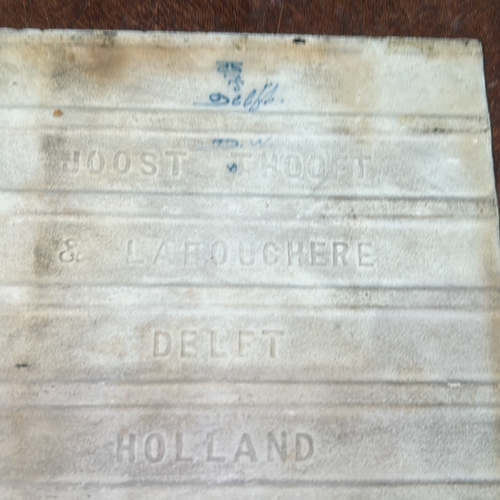 Delft
JOOST THOOFT
& LABOUCHERE
DELFT
HOLLAND